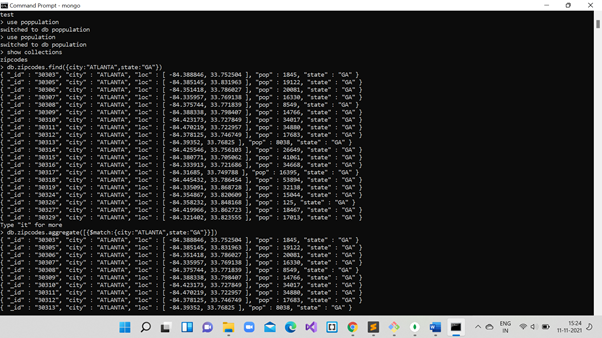 Command Prompt - mongo
test
> use poppulation
switched to db poppulation
> use population
switched to db population
> show collections
zipcodes
> db.zipcodes.find({city:"ATLANTA",state:"GA"})
{ "_id" : "30303", "city" : "ATLANTA", "loc" : [ -84.388846, 33.752504 ], "pop" : 1845, "state" : "GA" }
{ "_id" : "30305", "city" : "ATLANTA", "loc" : [ -84.385145, 33.831963 ], "pop" : 19122, "state" : "GA" }
{ "_id" : "30306", "city" : "ATLANTA", "loc" : [ -84.351418, 33.786027 ], "pop" : 20081, "state" : "GA" }
{ "_id" : "30307", "city" : "ATLANTA", "loc" : [ -84.335957, 33.769138 ], "pop" : 16330, "state" : "GA" }
{ "_id" : "30308", "city" : "ATLANTA", "loc" : [ -84.375744, 33.771839 ], "pop" : 8549, "state" : "GA" }
{ "_id" : "30309", "city" : "ATLANTA", "loc" : [ -84.388338, 33.798407 ], "pop" : 14766, "state" : "GA" }
{ "_id" : "30310", "city" : "ATLANTA", "loc" : [ -84.423173, 33.727849 ], "pop" : 34017, "state" : "GA" }
{ "_id" : "30311", "city" : "ATLANTA", "loc" : [ -84.470219, 33.722957 ], "pop" : 34880, "state" : "GA" }
{ "_id" : "30312", "city" : "ATLANTA", "loc" : [ -84.378125, 33.746749 ], "pop" : 17683, "state" : "GA" }
{ "_id" : "30313", "city" : "ATLANTA", "loc" : [ -84.39352, 33.76825 ], "pop" : 8038, "state" : "GA" }
{ "_id" : "30314", "city" : "ATLANTA", "loc" : [ -84.425546, 33.756103 ], "pop" : 26649, "state" : "GA" }
{ "_id" : "30315", "city" : "ATLANTA", "loc" : [ -84.380771, 33.705062 ], "pop" : 41061, "state" : "GA" }
{ "_id" : "30316", "city" : "ATLANTA", "loc" : [ -84.333913, 33.721686 ], "pop" : 34668, "state" : "GA" }
{ "_id" : "30317", "city" : "ATLANTA", "loc" : [ -84.31685, 33.749788 ], "pop" : 16395, "state" : "GA" }
{ "_id" : "30318", "city" : "ATLANTA", "loc" : [ -84.445432, 33.786454 ], "pop" : 53894, "state" : "GA" }
{ "_id" : "30319", "city" : "ATLANTA", "loc" : [ -84.335091, 33.868728 ], "pop" : 32138, "state" : "GA" }
{ "_id" : "30324", "city" : "ATLANTA", "loc" : [ -84.354867, 33.820609 ], "pop" : 15044, "state" : "GA" }
{ "_id" : "30326", "city" : "ATLANTA", "loc" : [ -84.358232, 33.848168 ], "pop" : 125, "state" : "GA" }
{ "_id" : "30327", "city" : "ATLANTA", "loc" : [ -84.419966, 33.862723 ], "pop" : 18467, "state" : "GA" }
{ "_id" : "30329", "city" : "ATLANTA", "loc" : [ -84.321402, 33.823555 ], "pop" : 17013, "state" : "GA" }
Type "it" for more
> db.zipcodes.aggregate([{$match:{city:"ATLANTA",state:"GA"}}])
{ "_id" : "30303", "city" : "ATLANTA", "loc" : [ -84.388846, 33.752504 ], "pop" : 1845, "state" : "GA" }
{ "_id" : "30305", "city" : "ATLANTA", "loc" : [ -84.385145, 33.831963 ], "pop" : 19122, "state" : "GA" }
{ "_id" : "30306", "city" : "ATLANTA", "loc" : [ -84.351418, 33.786027 ], "pop" : 20081, "state" : "GA" }
{ "_id" : "30307", "city" : "ATLANTA", "loc" : [ -84.335957, 33.769138 ], "pop" : 16330, "state" : "GA" }
{ "_id" : "30308", "city" : "ATLANTA", "loc" : [ -84.375744, 33.771839 ], "pop" : 8549, "state" : "GA" }
{ "_id" : "30309", "city" : "ATLANTA", "loc" : [ -84.388338, 33.798407 ], "pop" : 14766, "state" : "GA" }
{ "_id" : "30310", "city" : "ATLANTA", "loc" : [ -84.423173, 33.727849 ], "pop" : 34017, "state" : "GA" }
{ "_id" : "30311", "city" : "ATLANTA", "loc" : [ -84.470219, 33.722957 ], "pop" : 34880, "state" : "GA" }
{ "_id" : "30312", "city" : "ATLANTA", "loc" : [ -84.378125, 33.746749 ], "pop" : 17683, "state" : "GA" }
{ "_id" : "30313", "city" : "ATLANTA", "loc" : [ -84.39352, 33.76825 ], "pop" : 8038, "state" : "GA" }
ENG
IN
15:24
11-11-2021